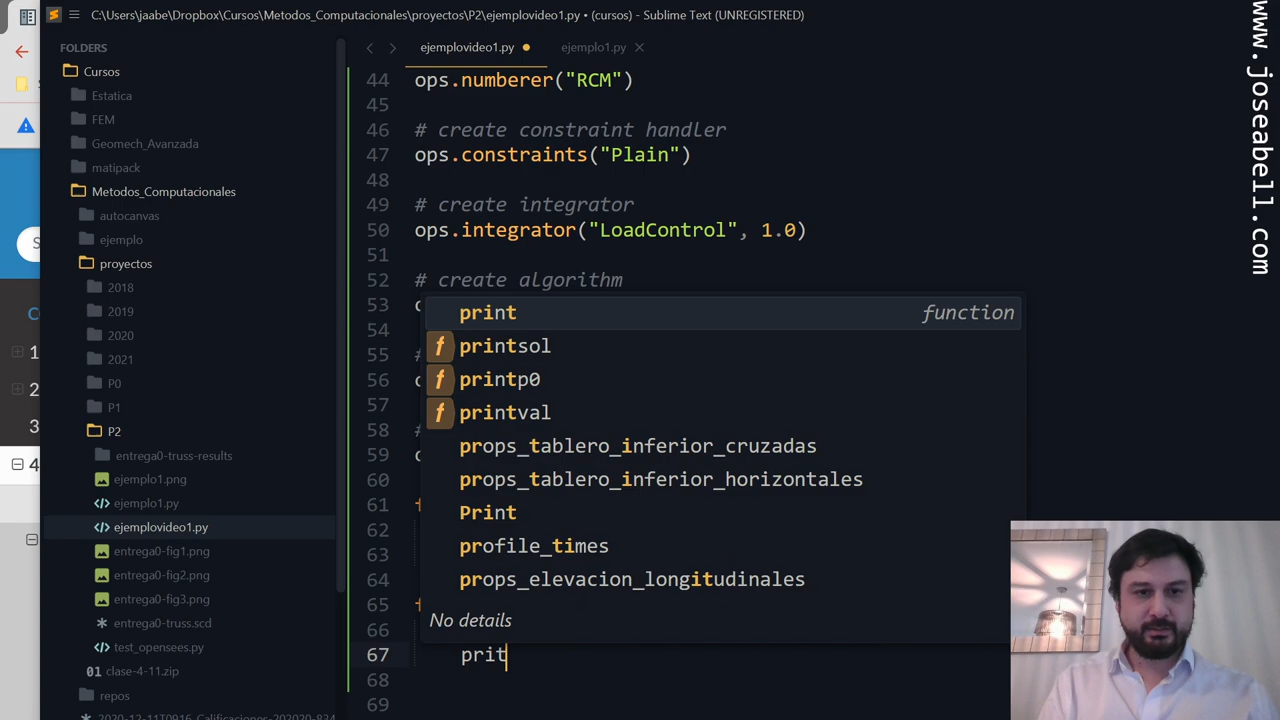 C:\Users\jaabe\Dropbox\Cursos\Metodos_Computacionales\proyectos\P2\ejemplovideo1.py • (cursos) - Sublime Text (UNREGISTERED)
www.joseabell.com
FOLDERS
Cursos
Estatica
FEM
Geomech_Avanzada
matipack
Metodos_Computacionales
autocanvas
ejemplo
proyectos
2018
2019
2020
2021
P0
P1
P2
entrega0-truss-results
ejemplo1.png
ejemplo1.py
ejemplovideo1.py
entrega0-fig1.png
entrega0-fig2.png
entrega0-fig3.png
entrega0-truss.scd
test_opensees.py
clase-4-11.zip
repos
ejemplovideo1.py
ejemplo1.py
44 ops.numberer("RCM")
45
46 # create constraint handler
47 ops.constraints("Plain")
48
49 # create integrator
50 ops.integrator("LoadControl", 1.0)
51
52 # create algorithm
53
54
55 #
56
57
58 #
59
60
61
62
63
64
65
66
67 prit
68
69
print function
printsol
printp0
printval
props_tablero_inferior_cruzadas
props_tablero_inferior_horizontales
Print
profile_times
props_elevacion_longitudinales
No details